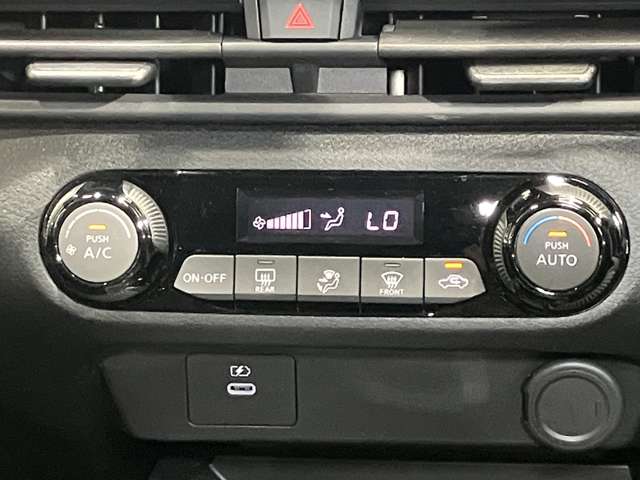 LO
PUSH
A/C
PUSH
AUTO
ON·OFF
REAR
FRONT